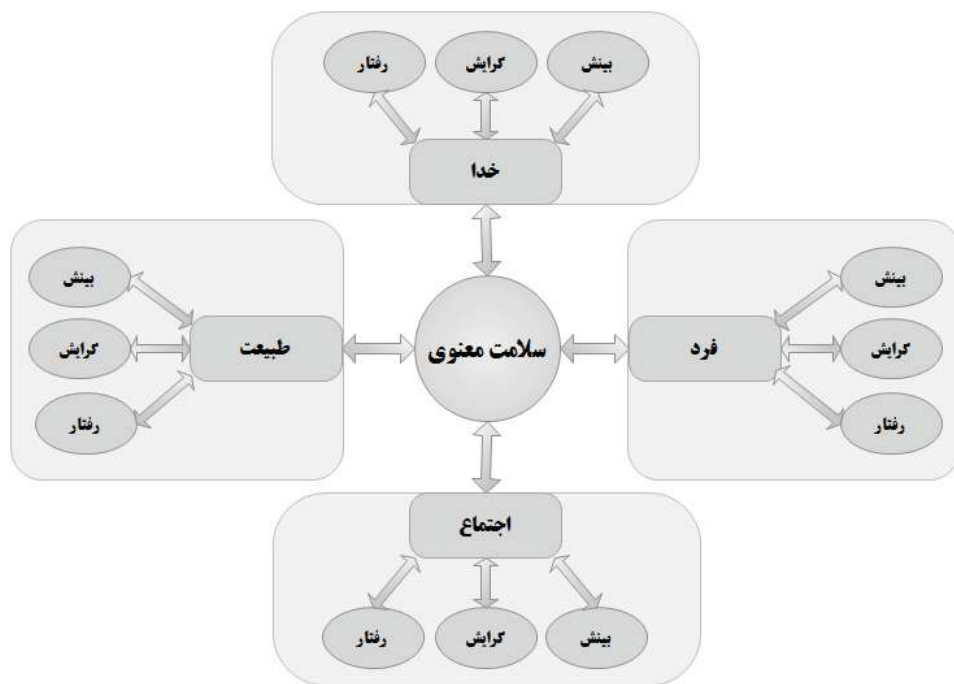 بینش
گرایش
رفتار
خدا
بینش
گرایش
رفتار
فرد
سلامت معنوی
طبیعت
بینش
گرایش
رفتار
اجتماع
بینش
گرایش
رفتار